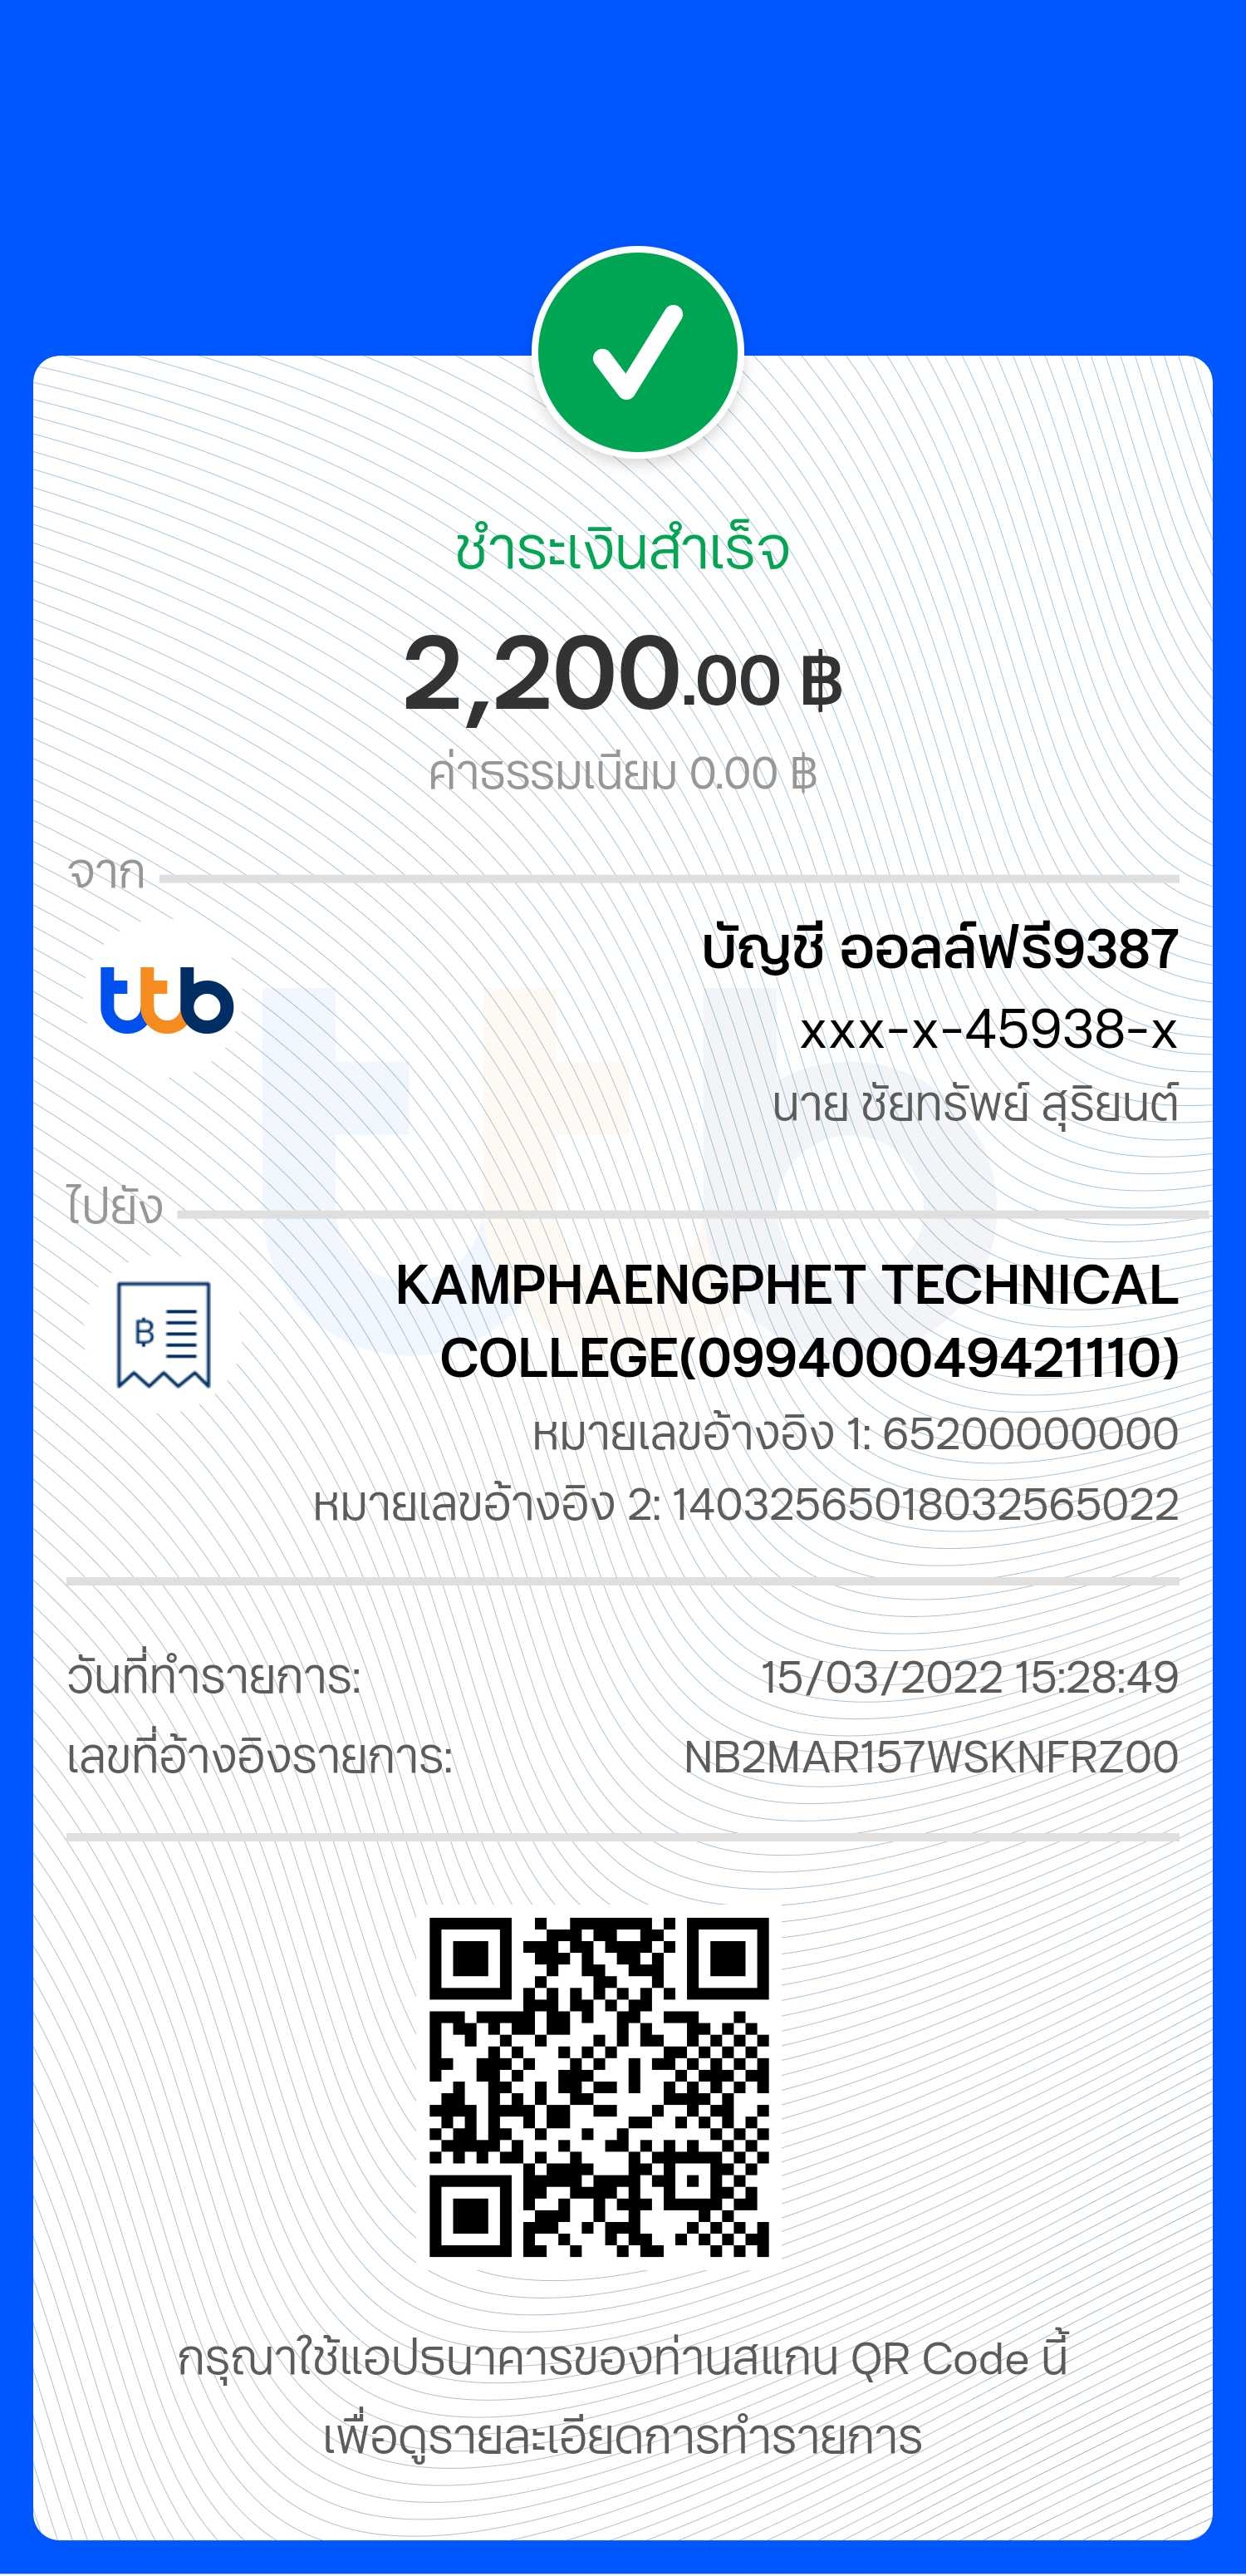 ชำระเงินสำเร็จ
2,200.00 ฿
ค่าธรรมเนียม 0.00 ฿
จาก
ttb
บัญชี ออลล์ฟรี9387
xxx-x-45938-x
นาย ชัยทรัพย์ สุริยนต์
ไปยัง
฿
KAMPHAENGPHET TECHNICAL
COLLEGE(099400049421110)
หมายเลขอ้างอิง 1: 65200000000
หมายเลขอ้างอิง 2: 14032565018032565022
วันที่ทำรายการ: 15/03/2022 15:28:49
เลขที่อ้างอิงรายการ: NB2MAR157WSKNFRZ00
กรุณาใช้แอปธนาคารของท่านสแกน QR Code นี้
เพื่อดูรายละเอียดการทำรายการ